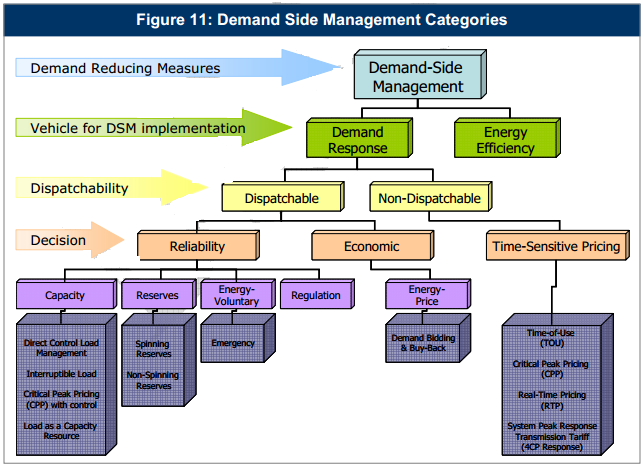 Figure 11: Demand Side Management Categories
Demand Reducing Measures
Demand-Side
Management
Vehicle for DSM implementation
Demand
Response
Energy
Efficiency
Dispatchability
Dispatchable
Non-Dispatchable
Decision
Reliability
Economic
Time-Sensitive Pricing
Capacity
Reserves
Energy-
Voluntary
Regulation
Energy-
Price
Direct Control Load
Management
Interruptible Load
Critical Peak Pricing
(CPP) with control
Load as a Capacity
Resource
Spinning
Reserves
Non-Spinning
Reserves
Emergency
Demand Bidding
& Buy-Back
Time-of-Use
(TOU)
Critical Peak Pricing
(CPP)
Real-Time Pricing
(RTP)
System Peak Response
Transmission Tariff
(4CP Response)